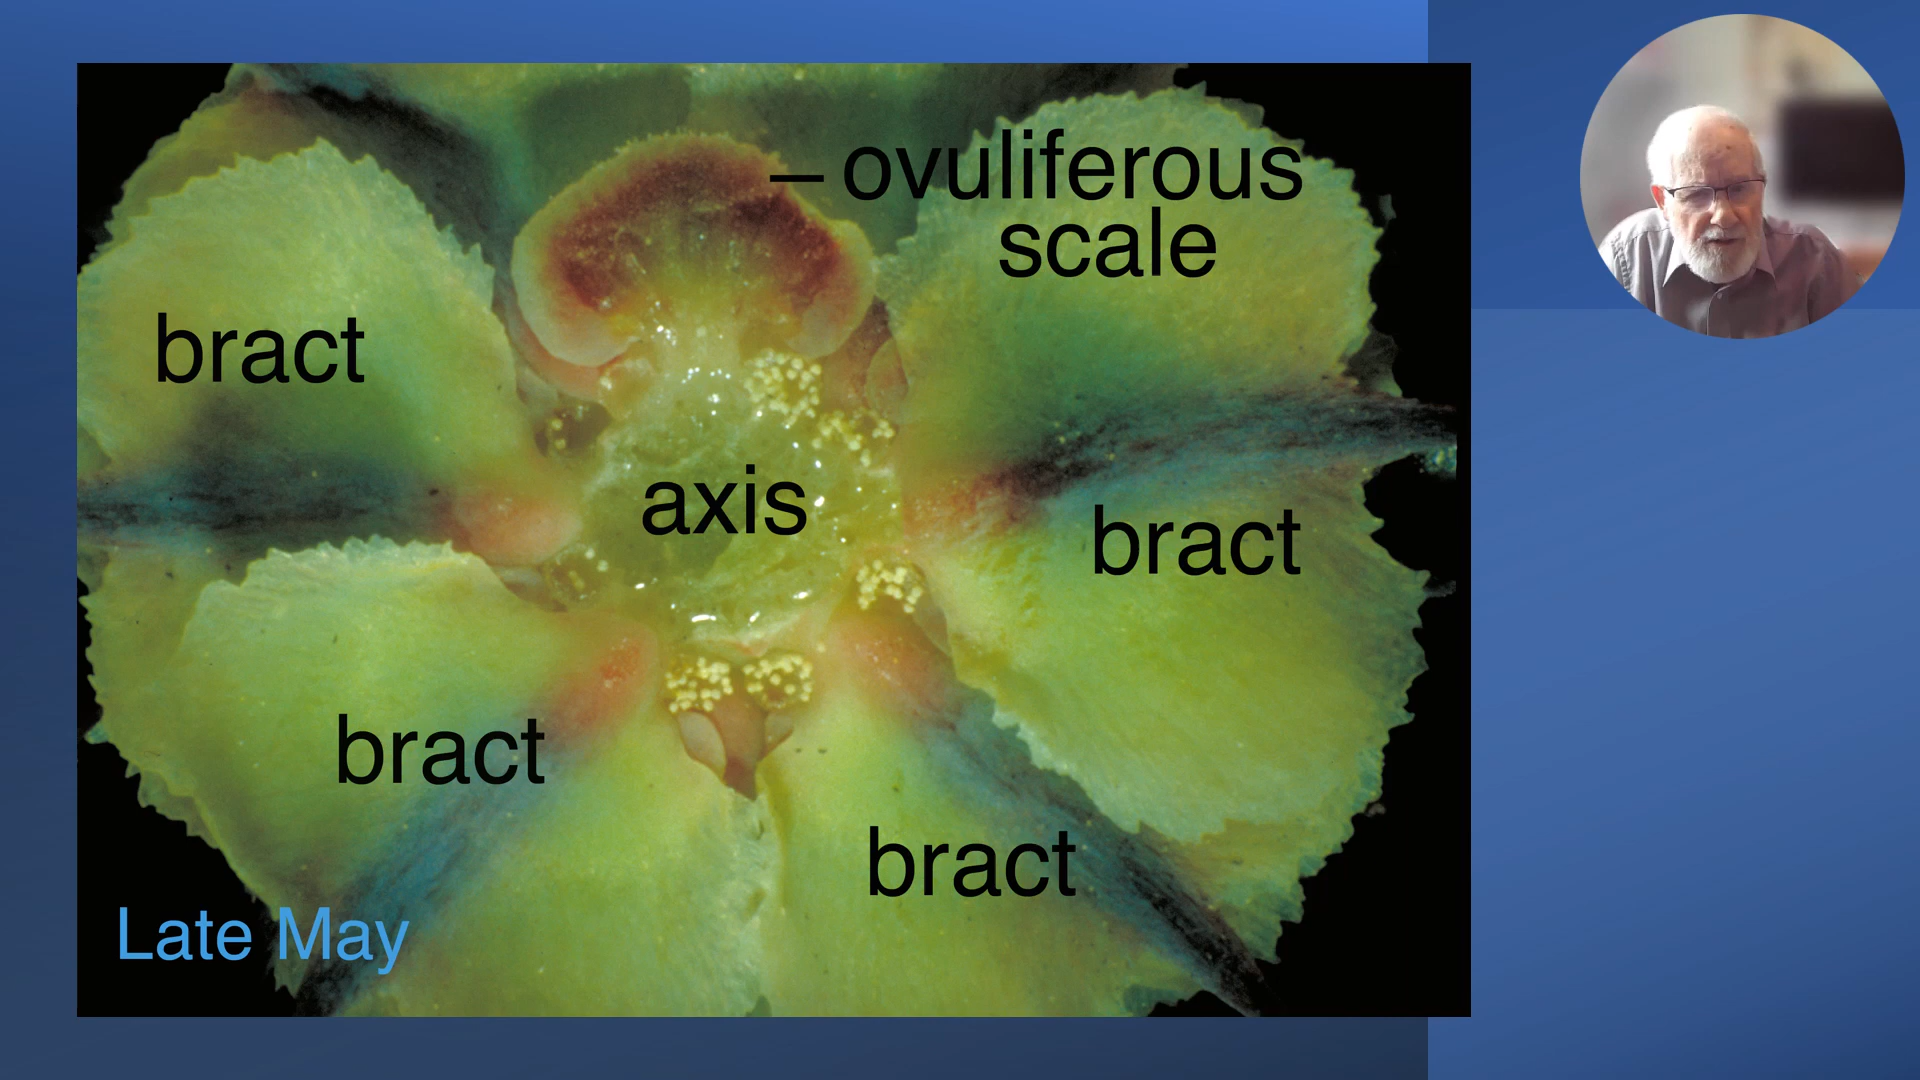 – ovuliferous
scale
bract
axis
bract
bract
bract
Late May